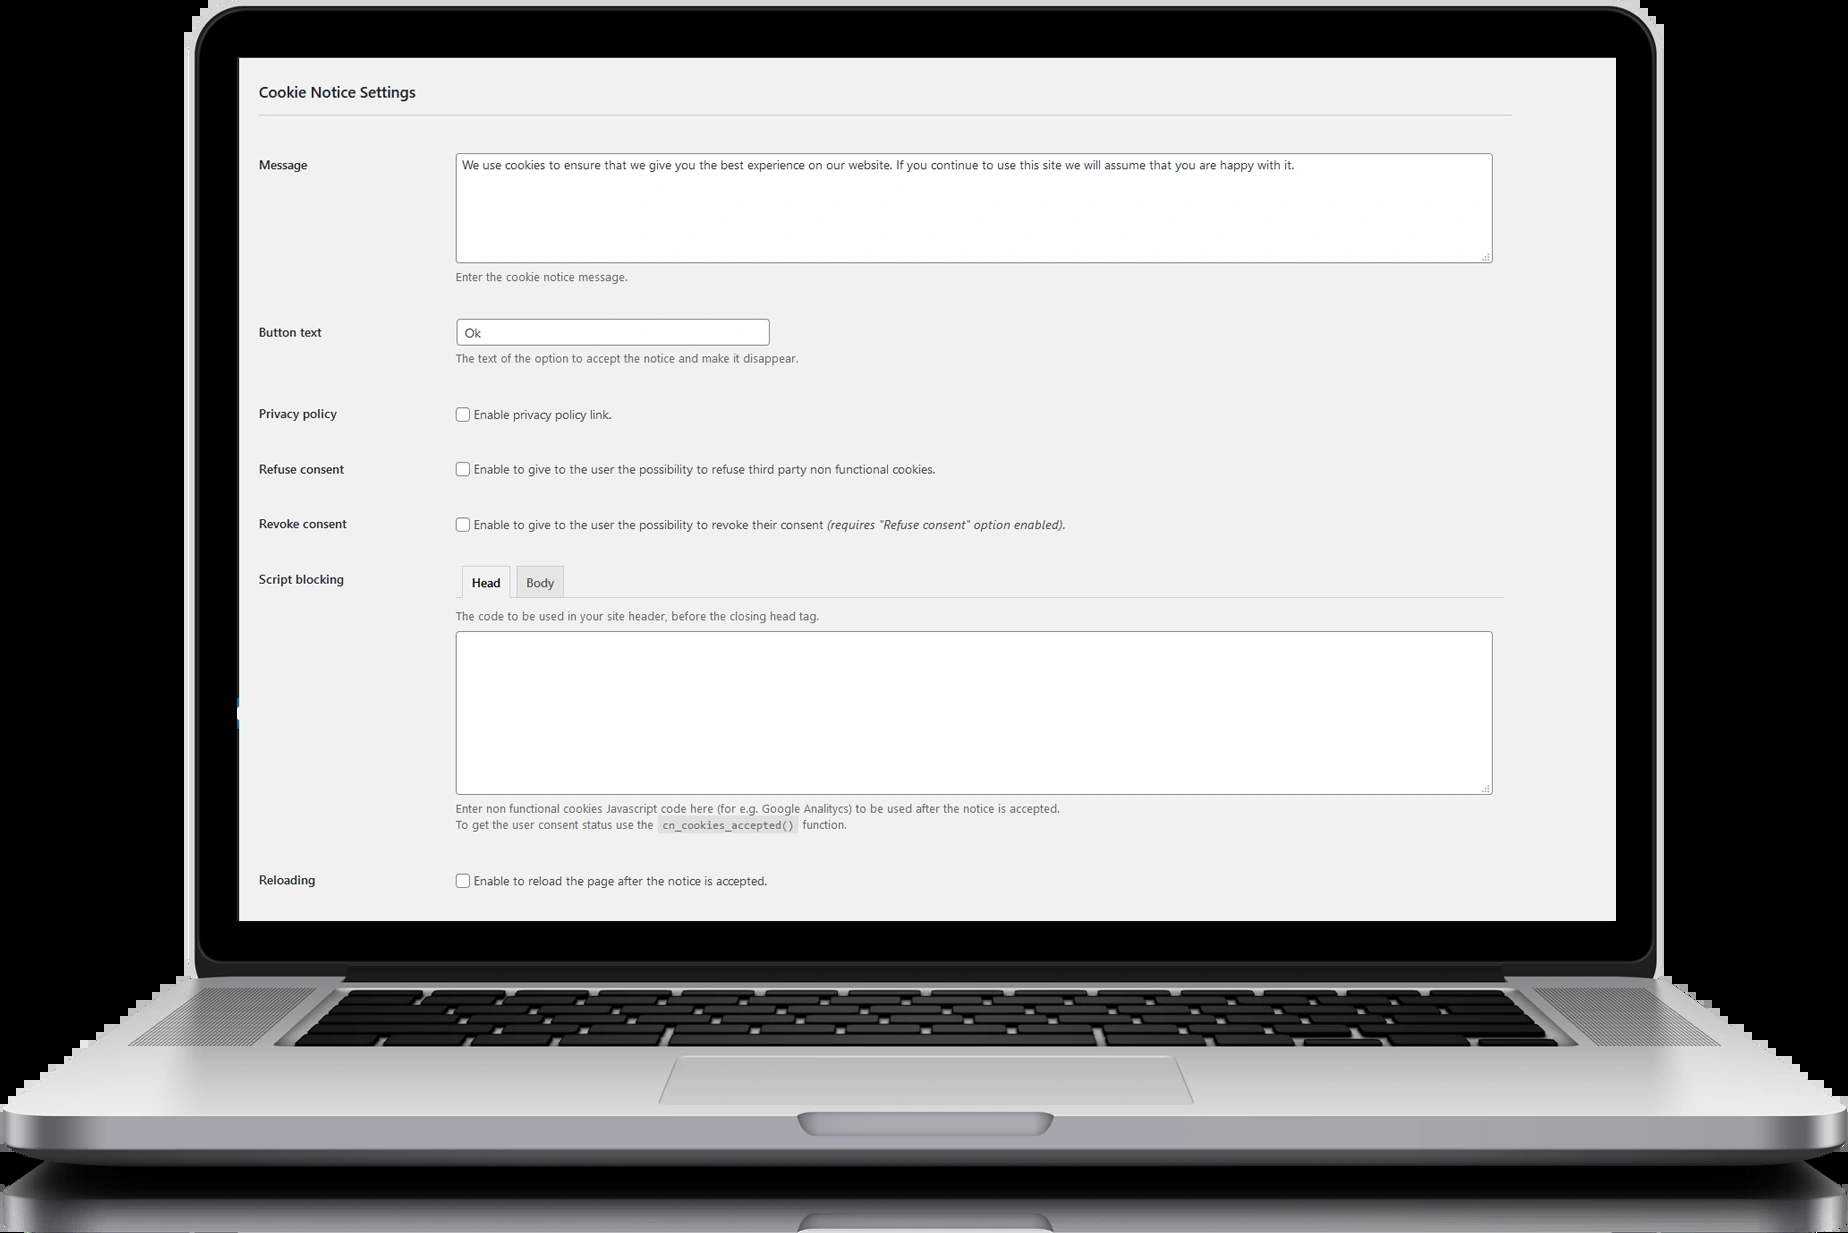 Cookie Notice Settings
Message
We use cookies to ensure that we give you the best experience on our website. If you continue to use this site we will assume that you are happy with it.
Enter the cookie notice message.
Button text
Ok
The text of the option to accept the notice and make it disappear.
Privacy policy
Enable privacy policy link.
Refuse consent
Enable to give to the user the possibility to refuse third party non functional cookies.
Revoke consent
Enable to give to the user the possibility to revoke their consent (requires "Refuse consent" option enabled).
Script blocking
Head
Body
The code to be used in your site header, before the closing head tag.
Enter non functional cookies Javascript code here (for e.g. Google Analitycs) to be used after the notice is accepted.
To get the user consent status use the cn_cookies_accepted() function.
Reloading
Enable to reload the page after the notice is accepted.